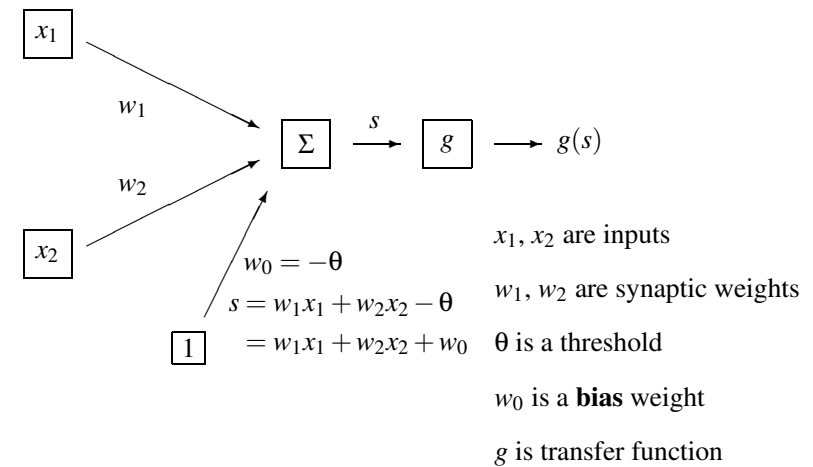 x₁
w₁
Σ
s
g
g(s)
w₂
x₂
w₀ = −θ
s = w₁x₁ + w₂x₂ − θ
= w₁x₁ + w₂x₂ + w₀
1
x₁, x₂ are inputs
w₁, w₂ are synaptic weights
θ is a threshold
w₀ is a bias weight
g is transfer function